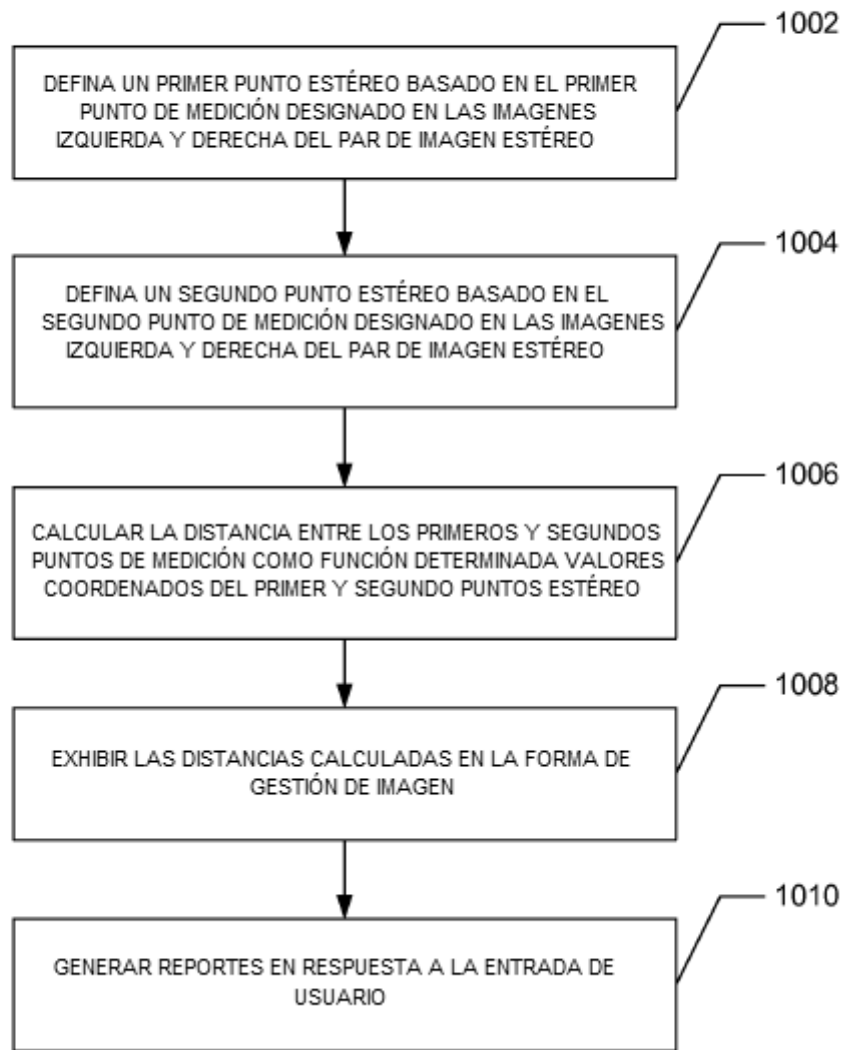 1002
DEFINA UN PRIMER PUNTO ESTÉREO BASADO EN EL PRIMER
PUNTO DE MEDICIÓN DESIGNADO EN LAS IMAGENES
IZQUIERDA Y DERECHA DEL PAR DE IMAGEN ESTÉREO
1004
DEFINA UN SEGUNDO PUNTO ESTÉREO BASADO EN EL
SEGUNDO PUNTO DE MEDICIÓN DESIGNADO EN LAS IMAGENES
IZQUIERDA Y DERECHA DEL PAR DE IMAGEN ESTÉREO
1006
CALCULAR LA DISTANCIA ENTRE LOS PRIMEROS Y SEGUNDOS
PUNTOS DE MEDICIÓN COMO FUNCIÓN DETERMINADA VALORES
COORDENADOS DEL PRIMER Y SEGUNDO PUNTOS ESTÉREO
1008
EXHIBIR LAS DISTANCIAS CALCULADAS EN LA FORMA DE
GESTIÓN DE IMAGEN
1010
GENERAR REPORTES EN RESPUESTA A LA ENTRADA DE
USUARIO